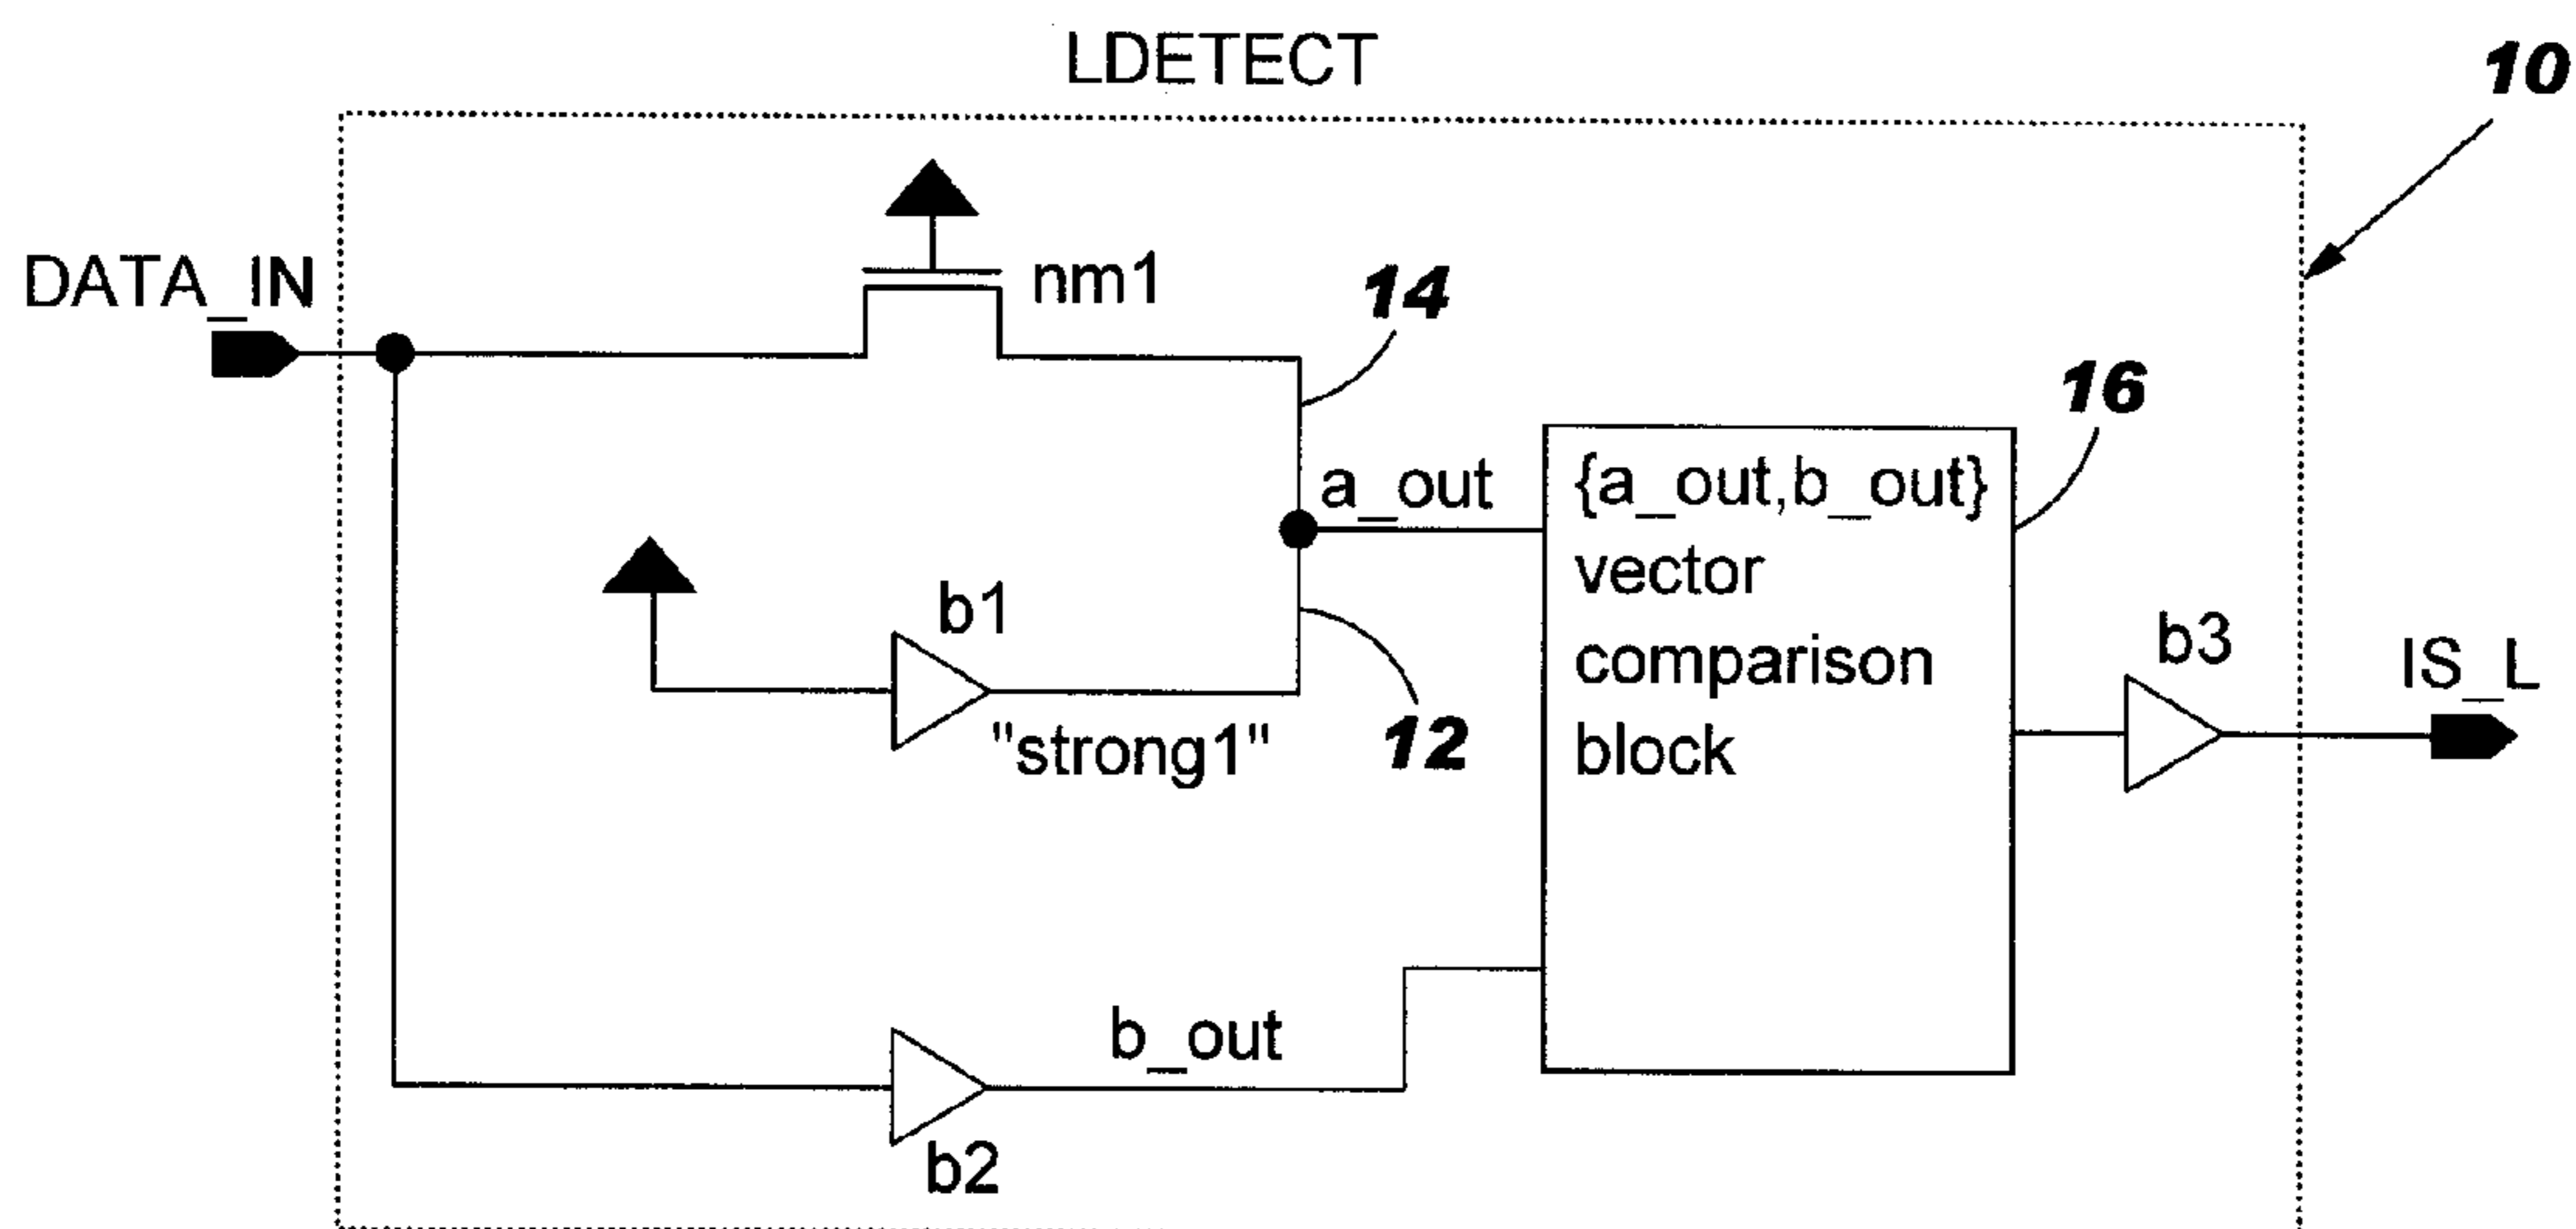 LDETECT
10
DATA_IN
nm1
14
16
a_out
{a_out,b_out}
vector
comparison
block
b1
"strong1"
12
b3
IS_L
b_out
b2